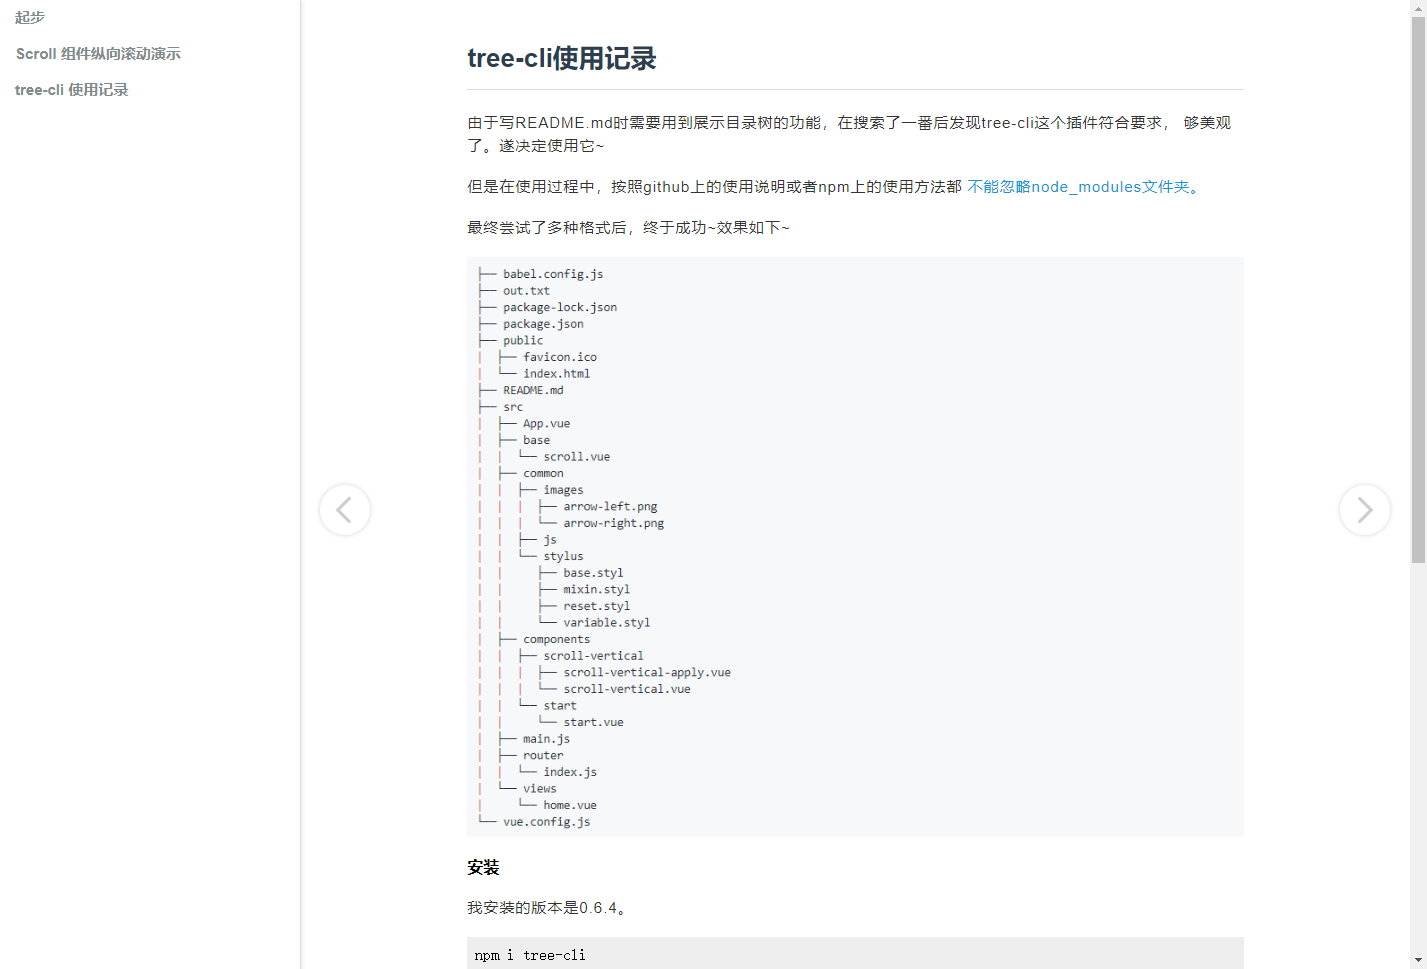 起步
Scroll 组件纵向滚动演示
tree-cli 使用记录
tree-cli使用记录
由于写README.md时需要用到展示目录树的功能，在搜索了一番后发现tree-cli这个插件符合要求， 够美观
了。遂决定使用它~
但是在使用过程中，按照github上的使用说明或者npm上的使用方法都 不能忽略node_modules文件夹。
最终尝试了多种格式后，终于成功~效果如下~
├── babel.config.js
├── out.txt
├── package-lock.json
├── package.json
├── public
|  ├── favicon.ico
|  └── index.html
├── README.md
├── src
|  ├── App.vue
|  ├── base
|  |  └── scroll.vue
|  ├── common
|  |  ├── images
|  |  |  ├── arrow-left.png
|  |  |  └── arrow-right.png
|  |  ├── js
|  |  └── stylus
|  |     ├── base.styl
|  |     ├── mixin.styl
|  |     ├── reset.styl
|  |     └── variable.styl
|  ├── components
|  |  ├── scroll-vertical
|  |  |  ├── scroll-vertical-apply.vue
|  |  |  └── scroll-vertical.vue
|  |  └── start
|  |     └── start.vue
|  ├── main.js
|  ├── router
|  |  └── index.js
|  └── views
|     └── home.vue
└── vue.config.js
安装
我安装的版本是0.6.4。
npm i tree-cli